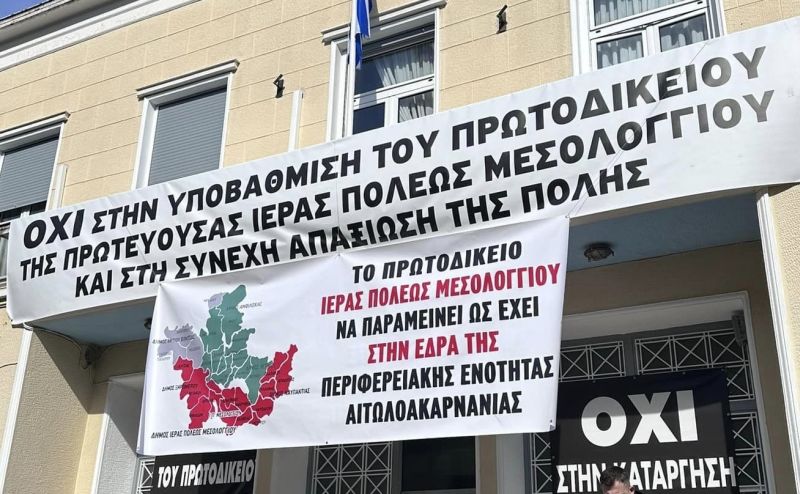 ΟΧΙ ΣΤΗΝ ΥΠΟΒΑΘΜΙΣΗ ΤΟΥ ΠΡΩΤΟΔΙΚΕΙΟΥ
ΤΗΣ ΠΡΩΤΕΥΟΥΣΑΣ ΙΕΡΑΣ ΠΟΛΕΩΣ ΜΕΣΟΛΟΓΓΙΟΥ
ΚΑΙ ΣΤΗ ΣΥΝΕΧΗ ΑΠΑΞΙΩΣΗ ΤΗΣ ΠΟΛΗΣ
ΤΟ ΠΡΩΤΟΔΙΚΕΙΟ
ΙΕΡΑΣ ΠΟΛΕΩΣ ΜΕΣΟΛΟΓΓΙΟΥ
ΝΑ ΠΑΡΑΜΕΙΝΕΙ ΩΣ ΕΧΕΙ
ΣΤΗΝ ΕΔΡΑ ΤΗΣ
ΠΕΡΙΦΕΡΕΙΑΚΗΣ ΕΝΟΤΗΤΑΣ
ΑΙΤΩΛΟΑΚΑΡΝΑΝΙΑΣ
ΔΗΜΟΣ ΙΕΡΑΣ ΠΟΛΕΩΣ ΜΕΣΟΛΟΓΓΙΟΥ
ΤΟΥ ΠΡΩΤΟΔΙΚΕΙΟΥ
ΟΧΙ
ΣΤΗΝ ΚΑΤΑΡΓΗΣΗ